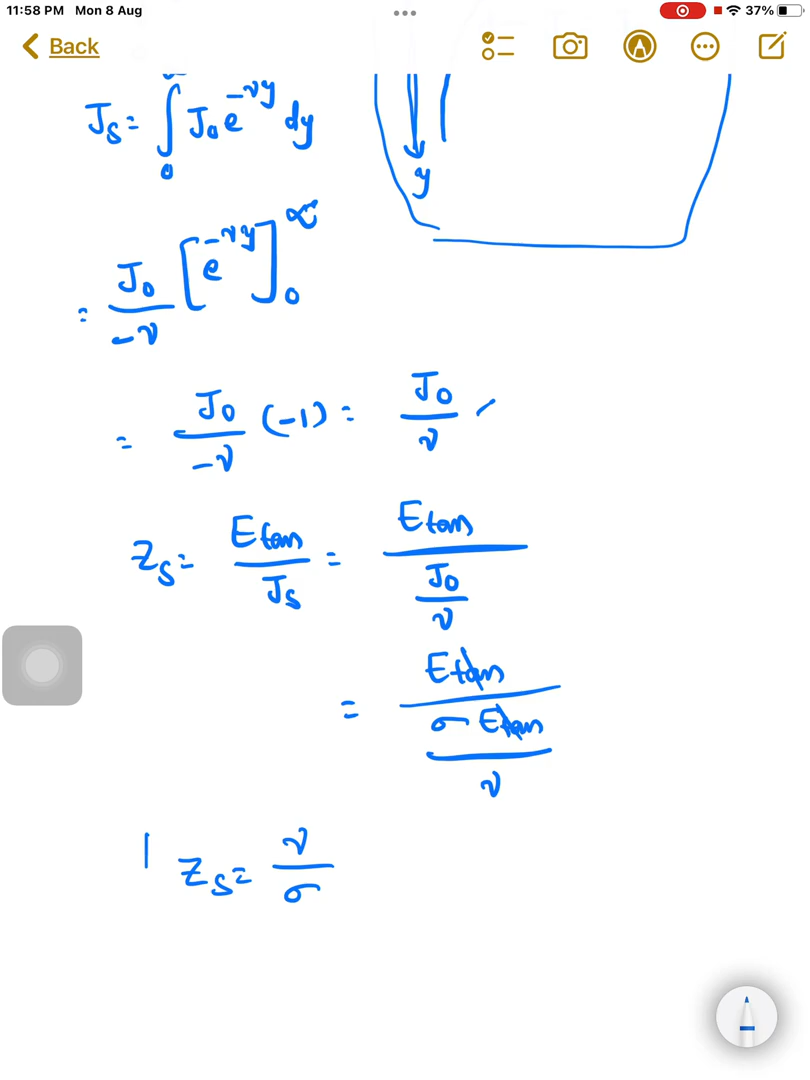 11:58 PM Mon 8 Aug 37%
Back
Js = ∫₀^∞ J₀ e^-γy dy
y
= J₀/-γ [e^-γy]₀^∞
= J₀/-γ (-1) = J₀/γ
Zs = Etan/Js = Etan/(J₀/γ)
= Etan/(σ Etan/γ)
Zs = γ/σ